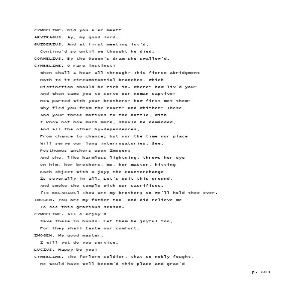 CORNELIUS. Did you e'er meet?
ARVIRAGUS. Ay, my good lord.
GUIDERIUS. And at first meeting lov'd,
Continu'd so until we thought he died.
CORNELIUS. By the Queen's dram she swallow'd.
CYMBELINE. O rare instinct!
When shall I hear all through? This fierce abridgment
Hath to it circumstantial branches, which
Distinction should be rich in. Where? how liv'd you?
And when came you to serve our Roman captive?
How parted with your brothers? how first met them?
Why fled you from the court? and whither? These,
And your three motives to the battle, with
I know not how much more, should be demanded,
And all the other by-dependences,
From chance to chance; but nor the time nor place
Will serve our long interrogatories. See,
Posthumus anchors upon Imogen;
And she, like harmless lightning, throws her eye
On him, her brothers, me, her master, hitting
Each object with a joy; the counterchange
Is severally in all. Let's quit this ground,
And smoke the temple with our sacrifices.
Thou art my brother; so we'll hold thee ever.
IMOGEN. You are my father too, and did relieve me
To see this gracious season.
CYMBELINE. All o'erjoy'd
Save these in bonds. Let them be joyful too,
For they shall taste our comfort.
IMOGEN. My good master,
I will yet do you service.
LUCIUS. Happy be you!
CYMBELINE. The forlorn soldier, that so nobly fought,
He would have well becom'd this place and grac'd